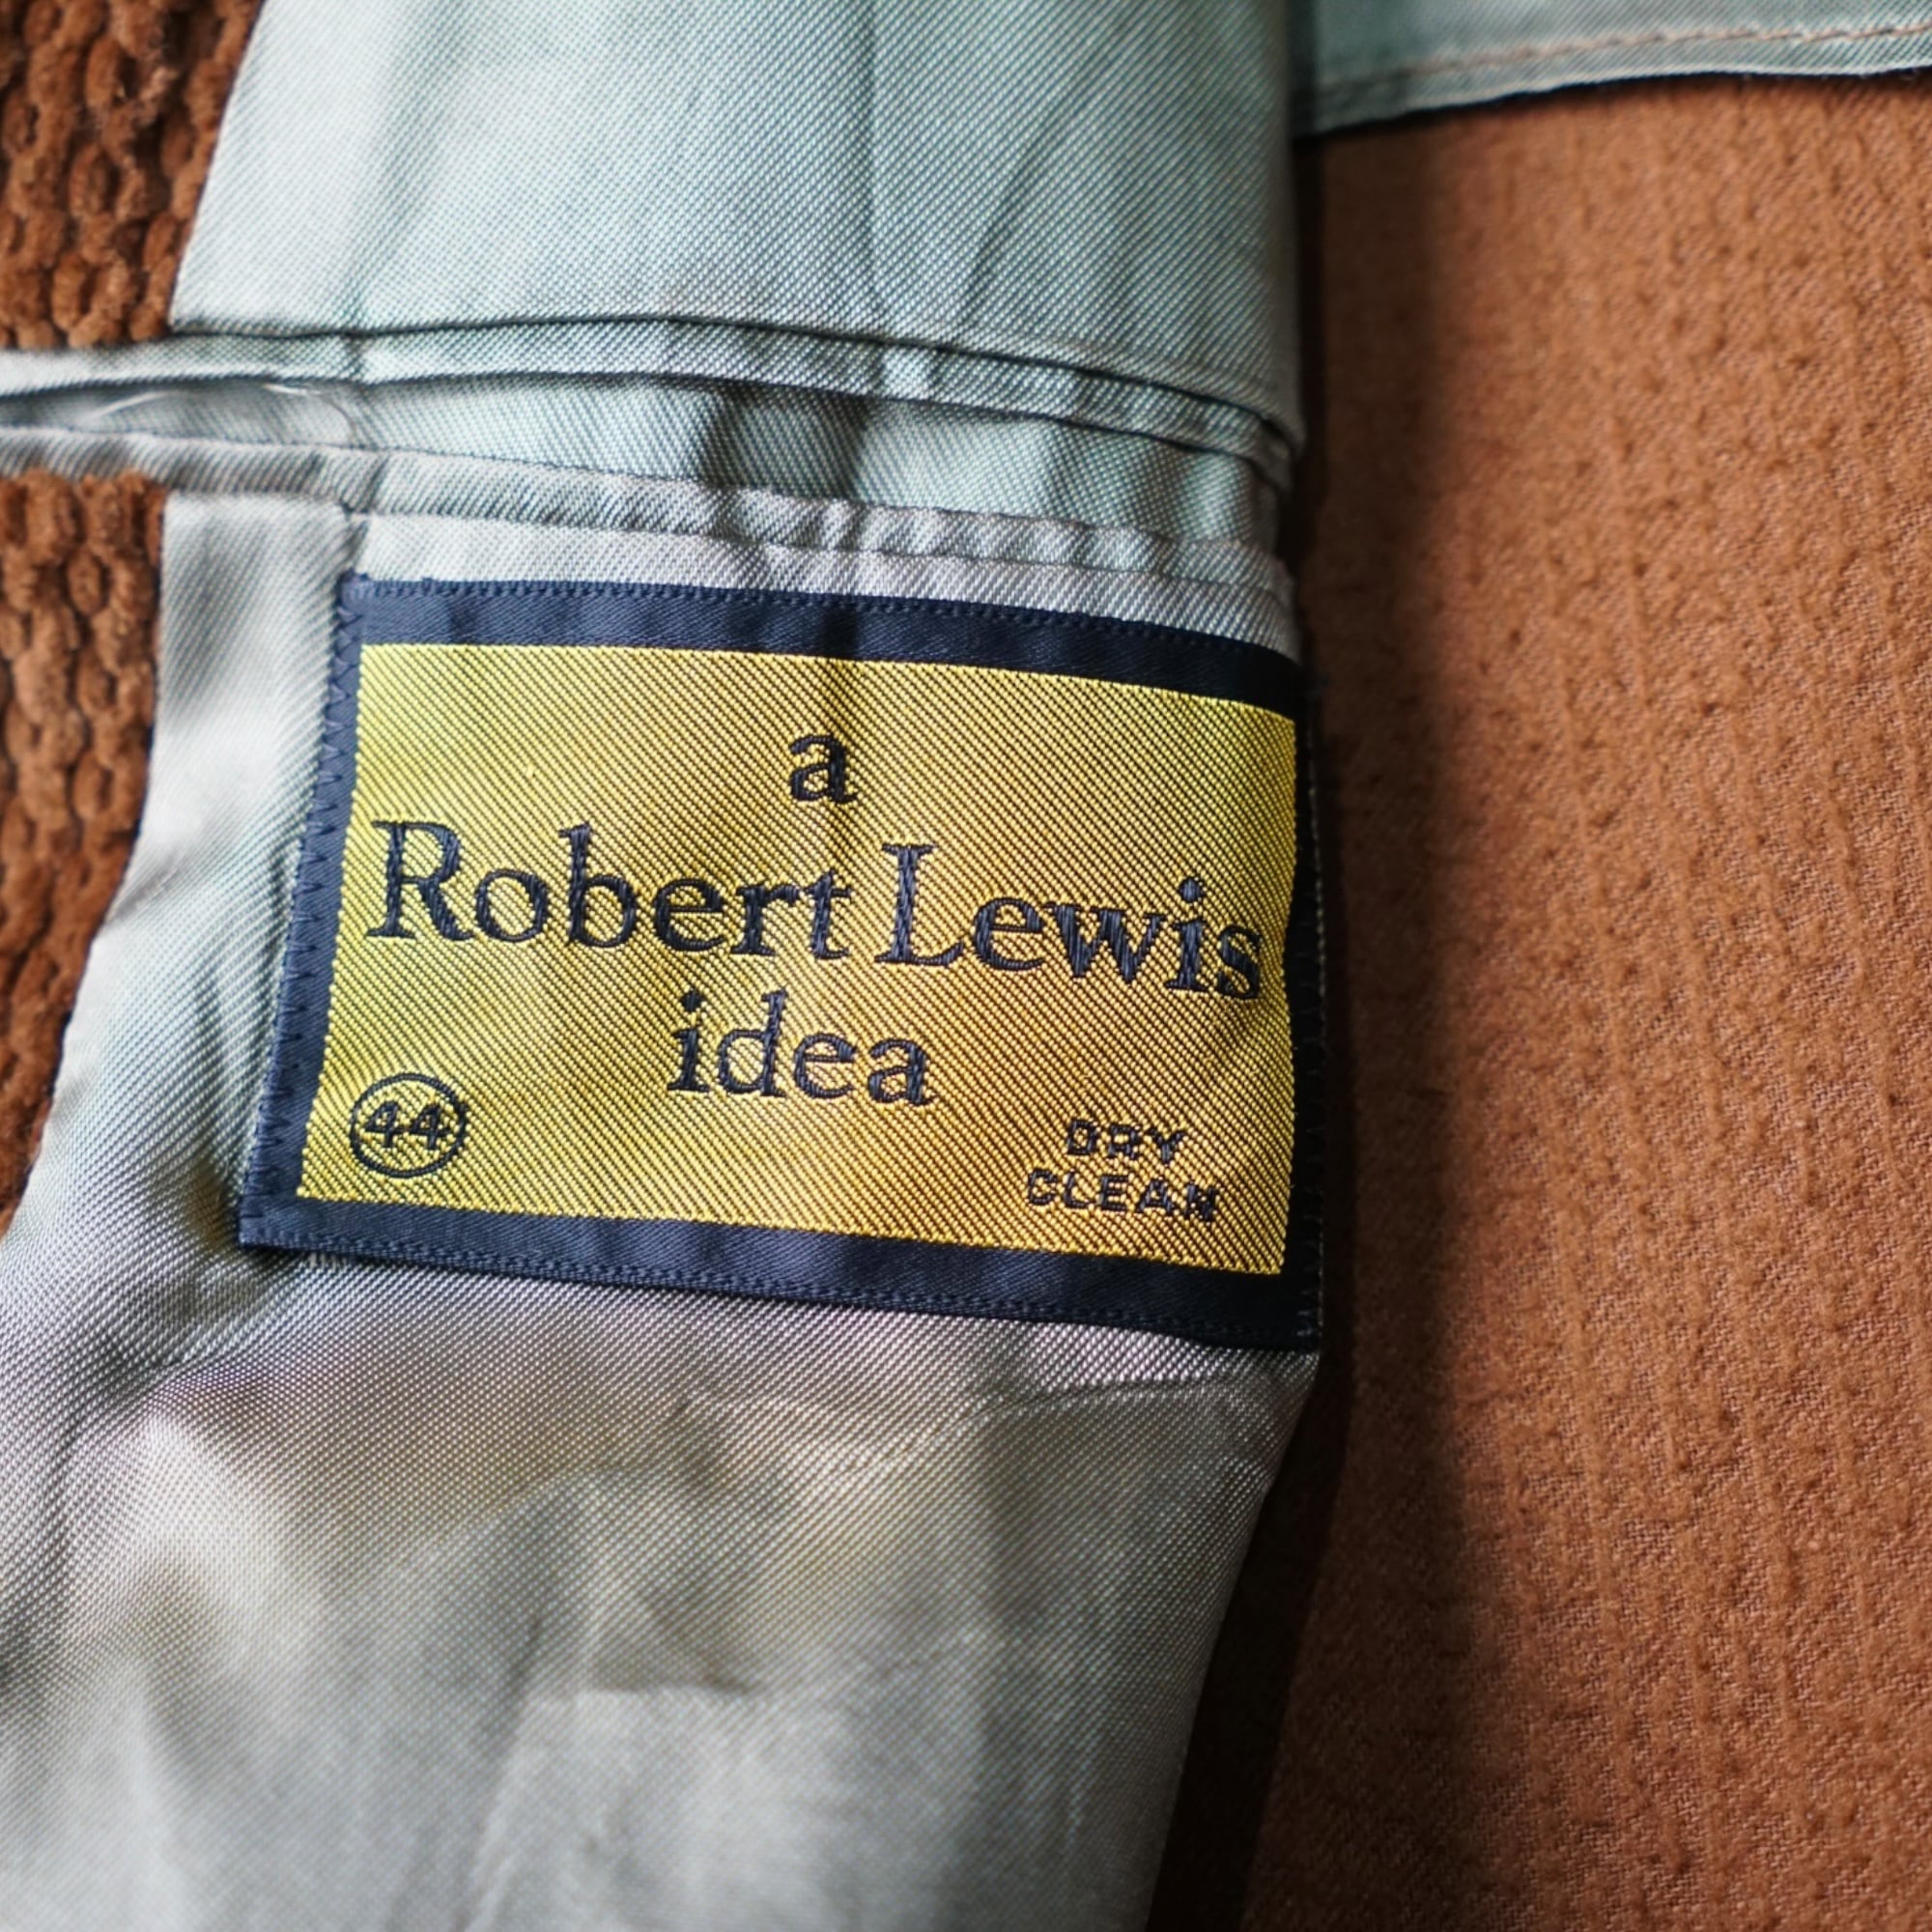 a
Robert Lewis
idea
44
DRY
CLEAN